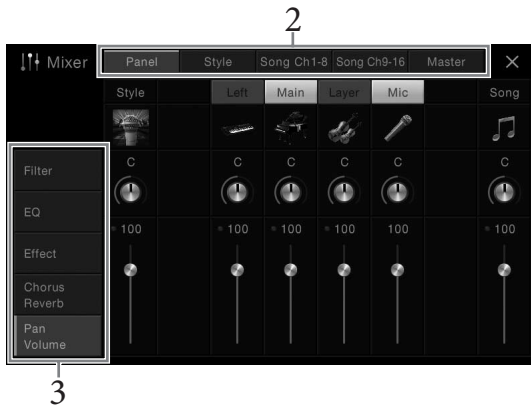 2
Mixer Panel Style Song Ch1-8 Song Ch9-16 Master
Style Left Main Layer Mic Song
C C C C C C
100 100 100 100 100 100
Filter
EQ
Effect
Chorus
Reverb
Pan
Volume
3